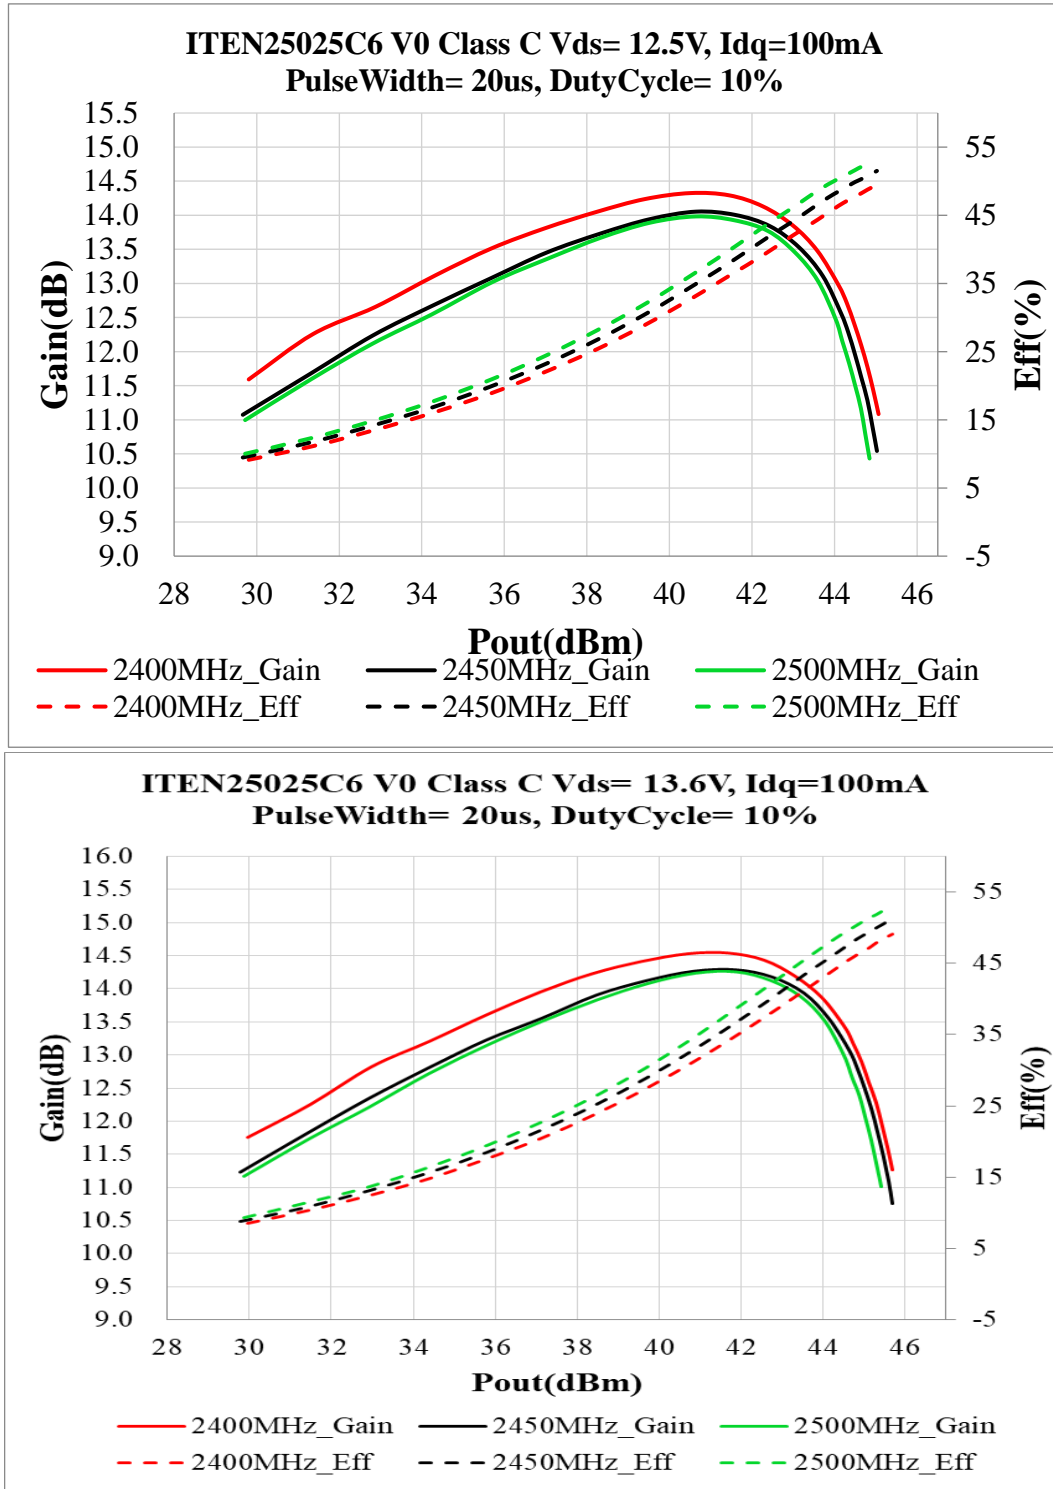 ITEN25025C6 V0 Class C Vds= 12.5V, Idq=100mA
PulseWidth= 20us, DutyCycle= 10%
15.5
15.0
14.5
14.0
13.5
13.0
12.5
12.0
11.5
11.0
10.5
10.0
9.5
9.0
Gain(dB)
55
45
35
25
15
5
-5
Eff(%)
28 30 32 34 36 38 40 42 44 46
Pout(dBm)
2400MHz_Gain 2450MHz_Gain 2500MHz_Gain
2400MHz_Eff 2450MHz_Eff 2500MHz_Eff
ITEN25025C6 V0 Class C Vds= 13.6V, Idq=100mA
PulseWidth= 20us, DutyCycle= 10%
16.0
15.5
15.0
14.5
14.0
13.5
13.0
12.5
12.0
11.5
11.0
10.5
10.0
9.5
9.0
Gain(dB)
55
45
35
25
15
5
-5
Eff(%)
28 30 32 34 36 38 40 42 44 46
Pout(dBm)
2400MHz_Gain 2450MHz_Gain 2500MHz_Gain
2400MHz_Eff 2450MHz_Eff 2500MHz_Eff